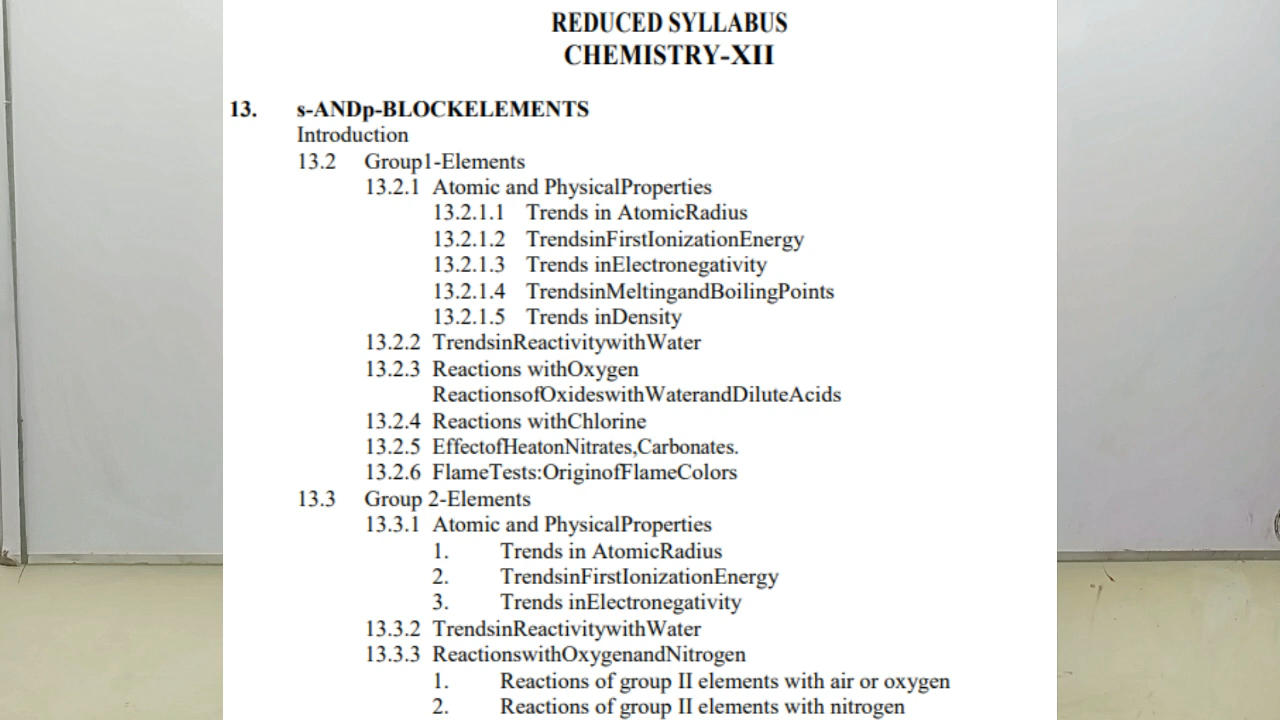 REDUCED SYLLABUS
CHEMISTRY-XII
13. s-ANDp-BLOCKELEMENTS
Introduction
13.2 Group1-Elements
13.2.1 Atomic and PhysicalProperties
13.2.1.1 Trends in AtomicRadius
13.2.1.2 TrendsinFirstIonizationEnergy
13.2.1.3 Trends inElectronegativity
13.2.1.4 TrendsinMeltingandBoilingPoints
13.2.1.5 Trends inDensity
13.2.2 TrendsinReactivitywithWater
13.2.3 Reactions withOxygen
ReactionsofOxideswithWaterandDiluteAcids
13.2.4 Reactions withChlorine
13.2.5 EffectofHeatonNitrates,Carbonates.
13.2.6 FlameTests:OriginofFlameColors
13.3 Group 2-Elements
13.3.1 Atomic and PhysicalProperties
1. Trends in AtomicRadius
2. TrendsinFirstIonizationEnergy
3. Trends inElectronegativity
13.3.2 TrendsinReactivitywithWater
13.3.3 ReactionswithOxygenandNitrogen
1. Reactions of group II elements with air or oxygen
2. Reactions of group II elements with nitrogen